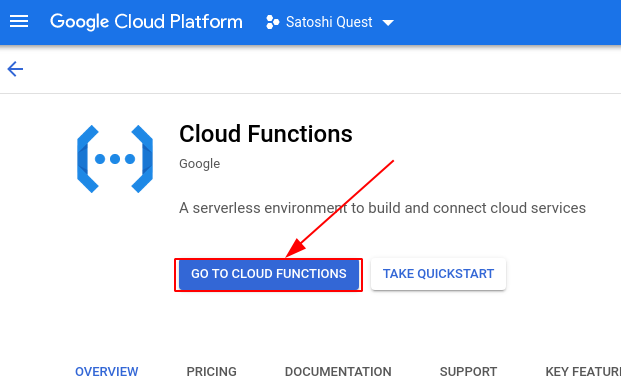 Google Cloud Platform Satoshi Quest
Cloud Functions
Google
A serverless environment to build and connect cloud services
GO TO CLOUD FUNCTIONS TAKE QUICKSTART
OVERVIEW PRICING DOCUMENTATION SUPPORT KEY FEATUR